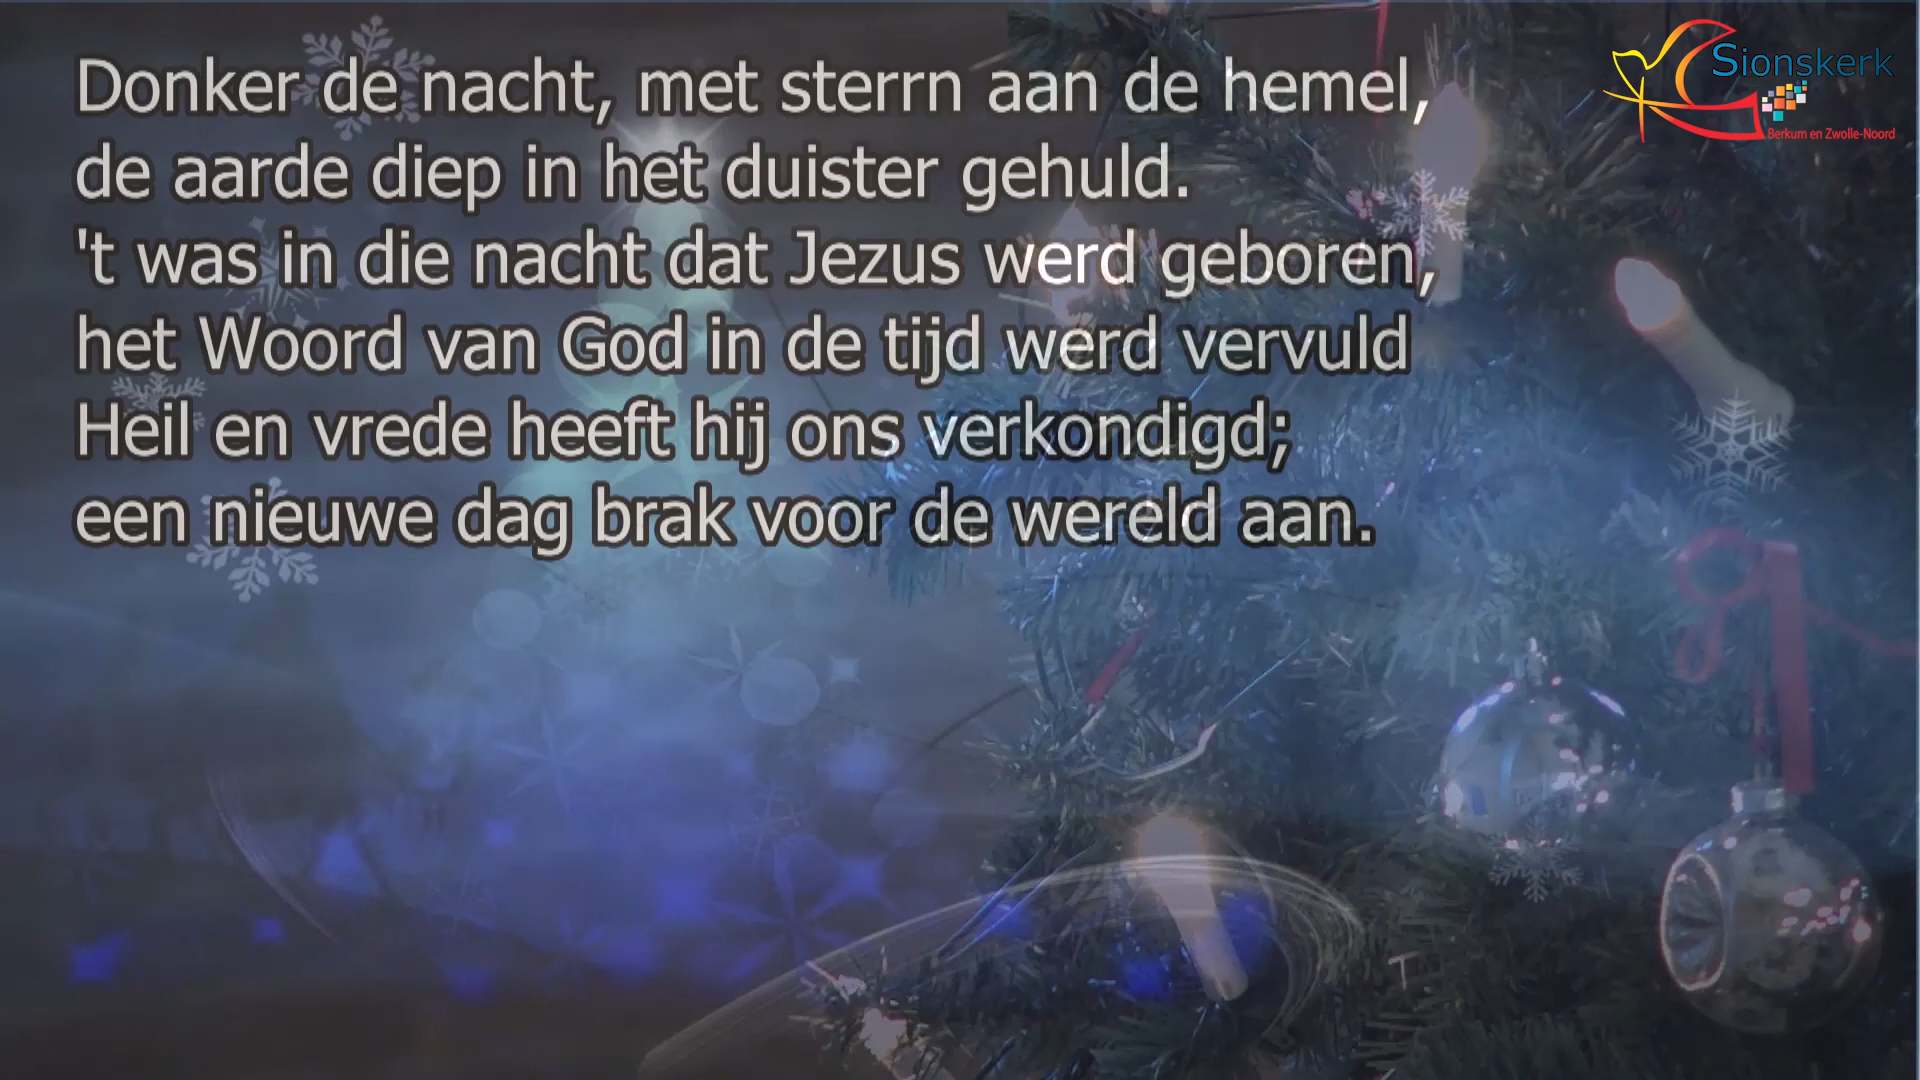 Donker de nacht, met sterrn aan de hemel,
de aarde diep in het duister gehuld.
't was in die nacht dat Jezus werd geboren,
het Woord van God in de tijd werd vervuld
Heil en vrede heeft hij ons verkondigd;
een nieuwe dag brak voor de wereld aan.
Sionskerk
Berkum en Zwolle-Noord